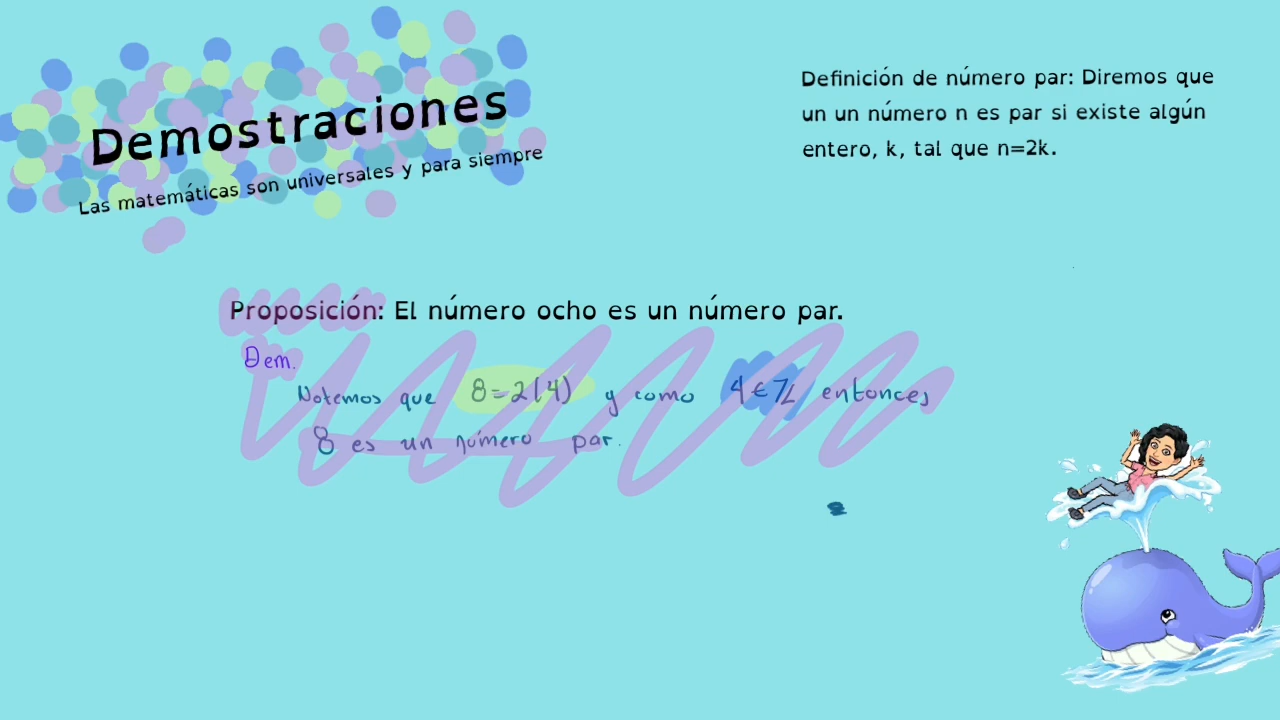 Demostraciones
Las matemáticas son universales y para siempre
Definición de número par: Diremos que
un un número n es par si existe algún
entero, k, tal que n=2k.
Proposición: El número ocho es un número par.
Dem.
Notemos que 8=2(4) y como 4∈ℤ entonces
8 es un número par.